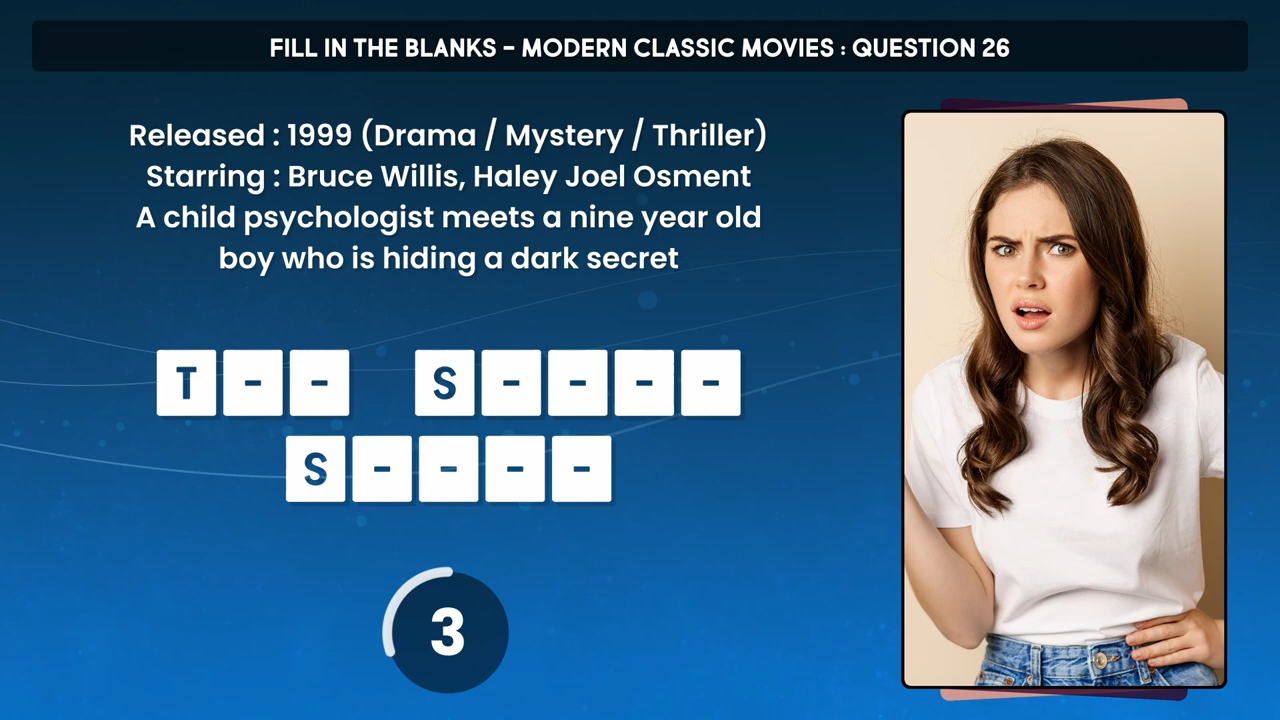 FILL IN THE BLANKS - MODERN CLASSIC MOVIES : QUESTION 26
Released : 1999 (Drama / Mystery / Thriller)
Starring : Bruce Willis, Haley Joel Osment
A child psychologist meets a nine year old
boy who is hiding a dark secret
T - - S - - - -
S - - - -
3